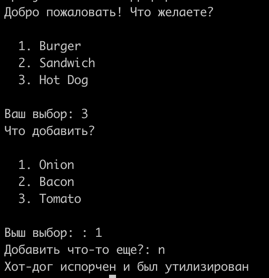 Добро пожаловать! Что желаете?
1. Burger
2. Sandwich
3. Hot Dog
Ваш выбор: 3
Что добавить?
1. Onion
2. Bacon
3. Tomato
Выш выбор: : 1
Добавить что-то еще?: n
Хот-дог испорчен и был утилизирован